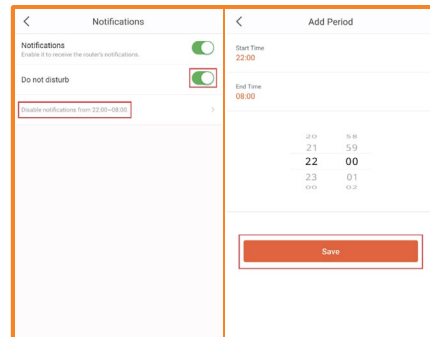 Notifications
Notifications
Enable it to receive the router's notifications.
Do not disturb
Disable notifications from 22:00~08:00.
Add Period
Start Time
22:00
End Time
08:00
20 58
21 59
22 00
23 01
00 02
Save